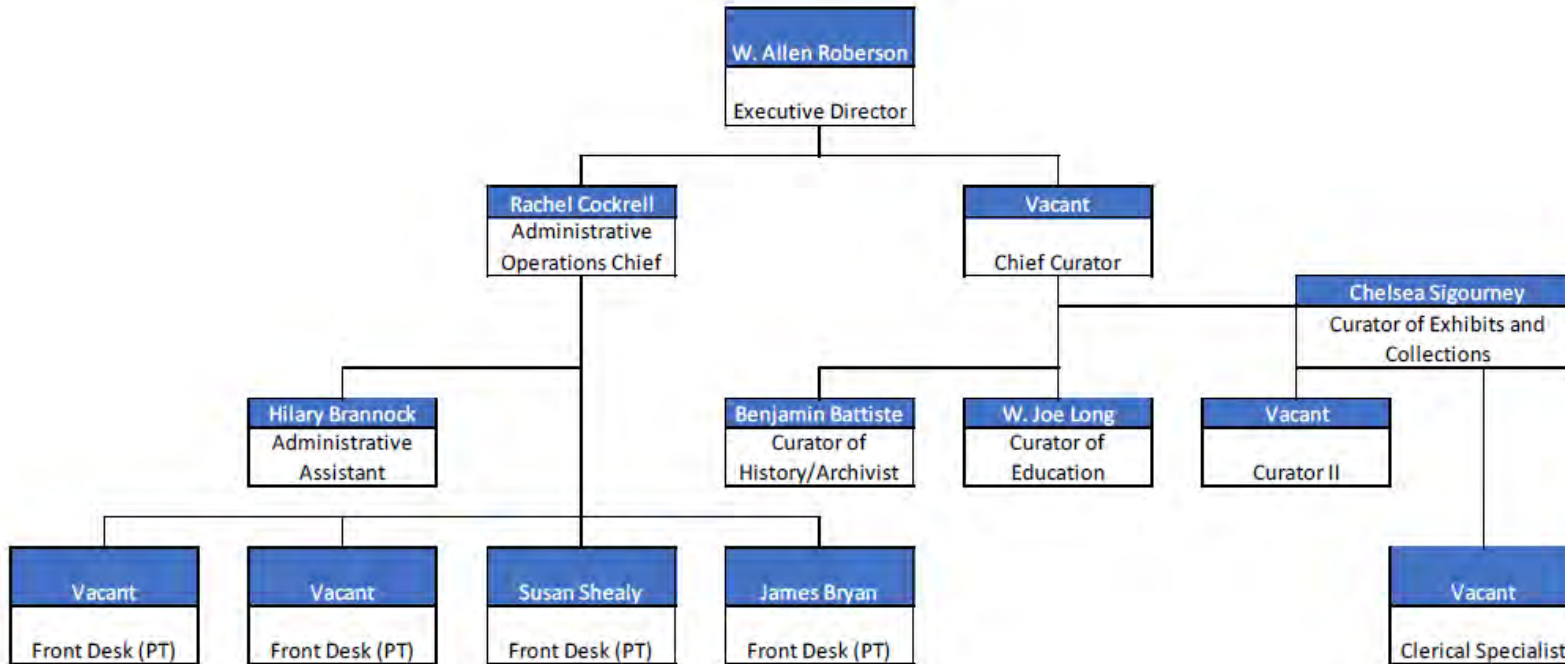 W. Allen Roberson
Executive Director
Rachel Cockrell
Administrative
Operations Chief
Vacant
Chief Curator
Chelsea Sigourney
Curator of Exhibits and
Collections
Hilary Brannock
Administrative
Assistant
Benjamin Battiste
Curator of
History/Archivist
W. Joe Long
Curator of
Education
Vacant
Curator II
Vacant
Front Desk (PT)
Vacant
Front Desk (PT)
Susan Shealy
Front Desk (PT)
James Bryan
Front Desk (PT)
Vacant
Clerical Specialist